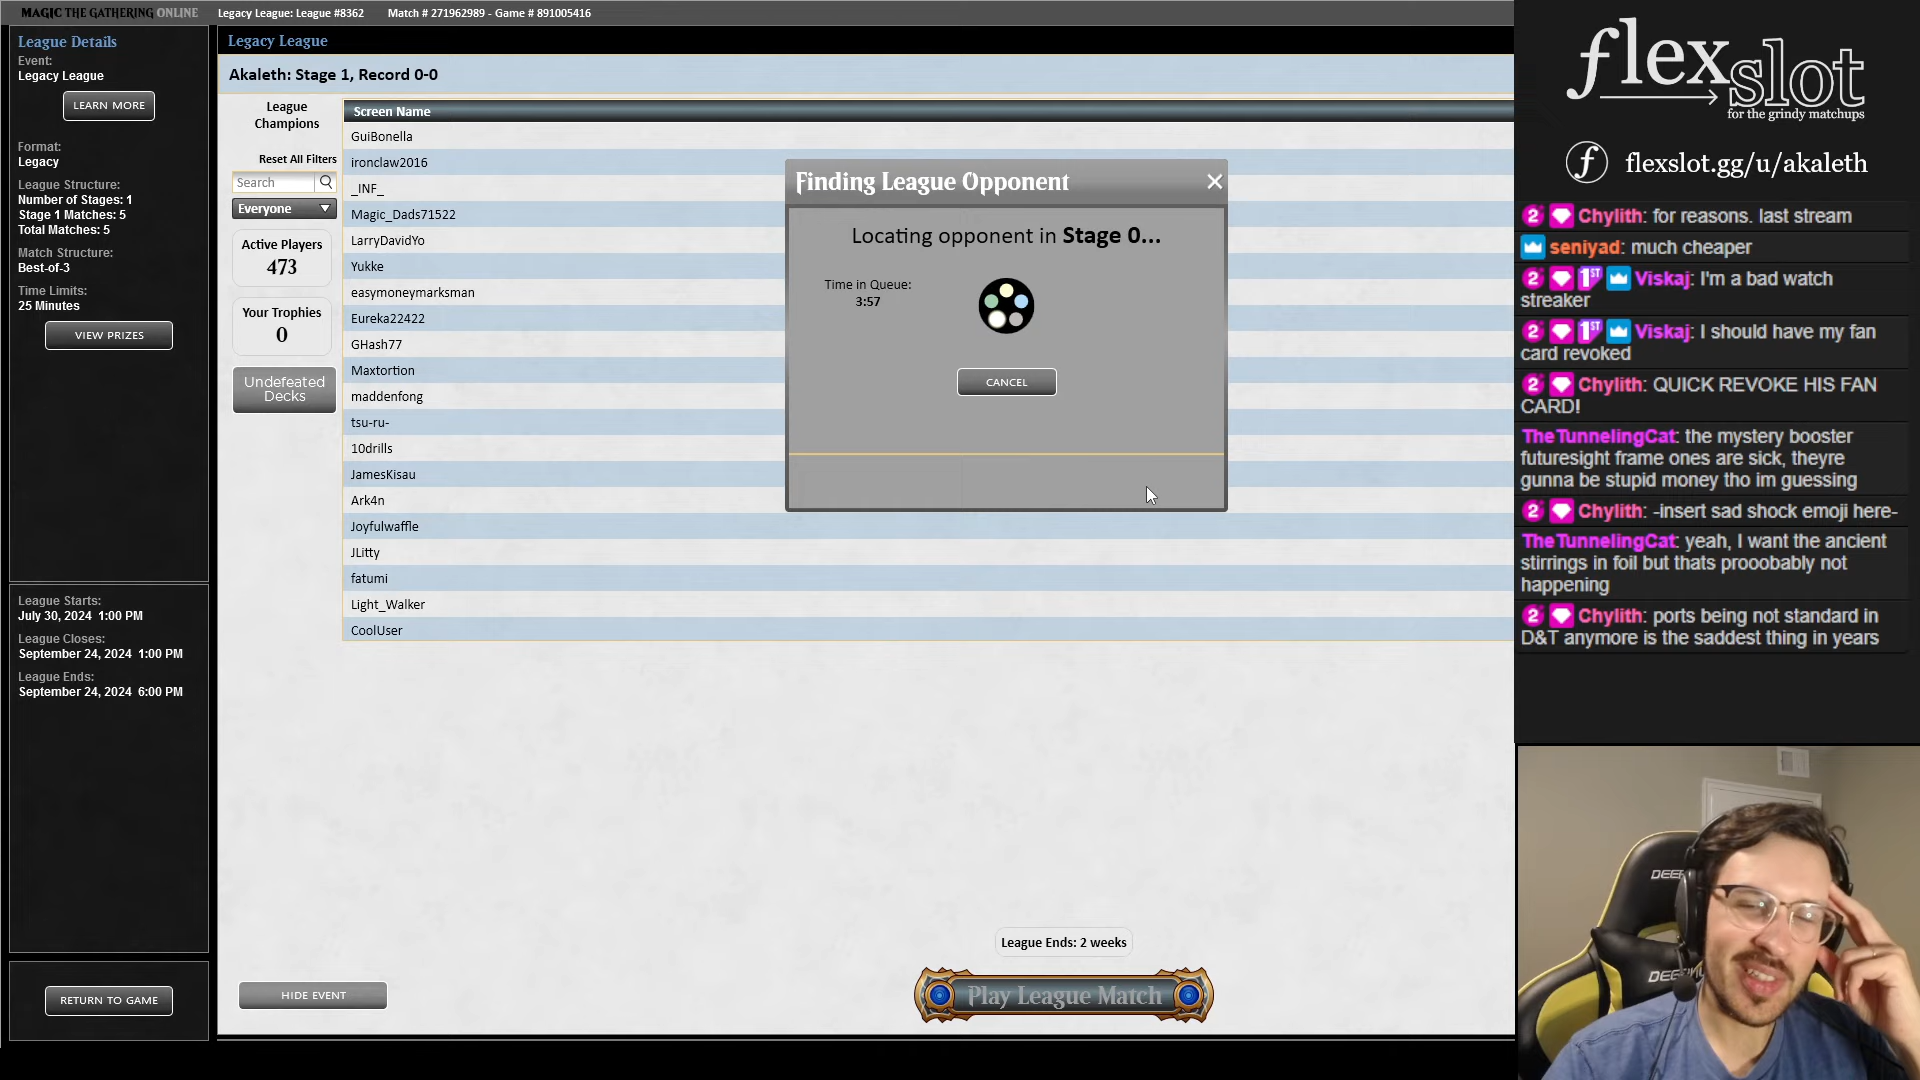 MAGIC THE GATHERING ONLINE
Legacy League: League #8362
Match # 271962989 - Game # 891005416
League Details
Event:
Legacy League
LEARN MORE
Format:
Legacy
League Structure:
Number of Stages: 1
Stage 1 Matches: 5
Total Matches: 5
Match Structure:
Best-of-3
Time Limits:
25 Minutes
VIEW PRIZES
League Starts:
July 30, 2024 1:00 PM
League Closes:
September 24, 2024 1:00 PM
League Ends:
September 24, 2024 6:00 PM
RETURN TO GAME
Legacy League
Akaleth: Stage 1, Record 0-0
League
Champions
Reset All Filters
Search
Everyone
Active Players
473
Your Trophies
0
Undefeated
Decks
Screen Name
GuiBonella
ironclaw2016
_INF_
Magic_Dads71522
LarryDavidYo
Yukke
easymoneymarksman
Eureka22422
GHash77
Maxtortion
maddenfong
tsu-ru-
10drills
JamesKisau
Ark4n
Joyfulwaffle
JLitty
fatumi
Light_Walker
CoolUser
Finding League Opponent
Locating opponent in Stage 0...
Time in Queue:
3:57
CANCEL
League Ends: 2 weeks
HIDE EVENT
Play League Match
flex
slot
for the grindy matchups
f flexslot.gg/u/akaleth
2 Chylith: for reasons. last stream
seniyad: much cheaper
2 1ST Viskaj: I'm a bad watch
streaker
2 1ST Viskaj: I should have my fan
card revoked
2 Chylith: QUICK REVOKE HIS FAN
CARD!
TheTunnelingCat: the mystery booster
futuresight frame ones are sick, theyre
gunna be stupid money tho im guessing
2 Chylith: -insert sad shock emoji here-
TheTunnelingCat: yeah, I want the ancient
stirrings in foil but thats prooobably not
happening
2 Chylith: ports being not standard in
D&T anymore is the saddest thing in years